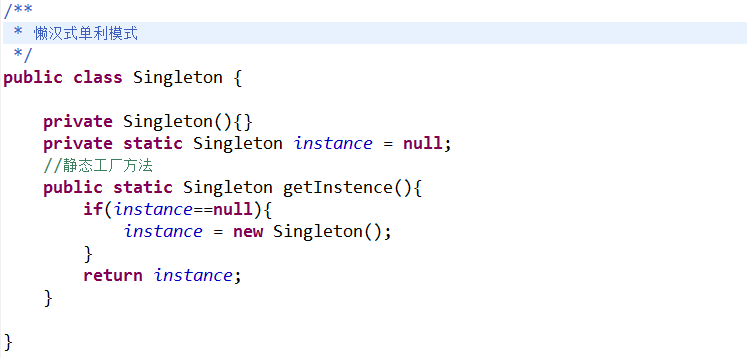 /**
 * 懒汉式单利模式
 */
public class Singleton {
    private Singleton(){}
    private static Singleton instance = null;
    //静态工厂方法
    public static Singleton getInstence(){
        if(instance==null){
            instance = new Singleton();
        }
        return instance;
    }
}